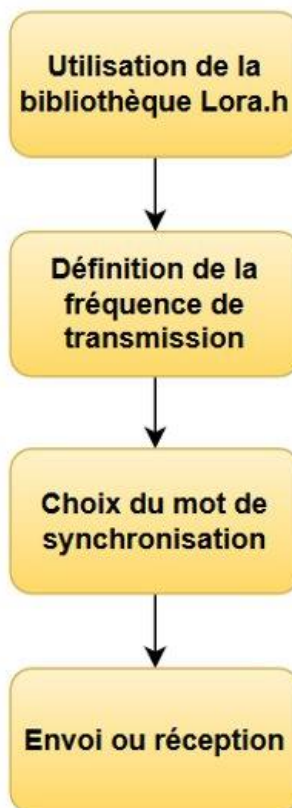 Utilisation de la
bibliothèque Lora.h
Définition de la
fréquence de
transmission
Choix du mot de
synchronisation
Envoi ou réception